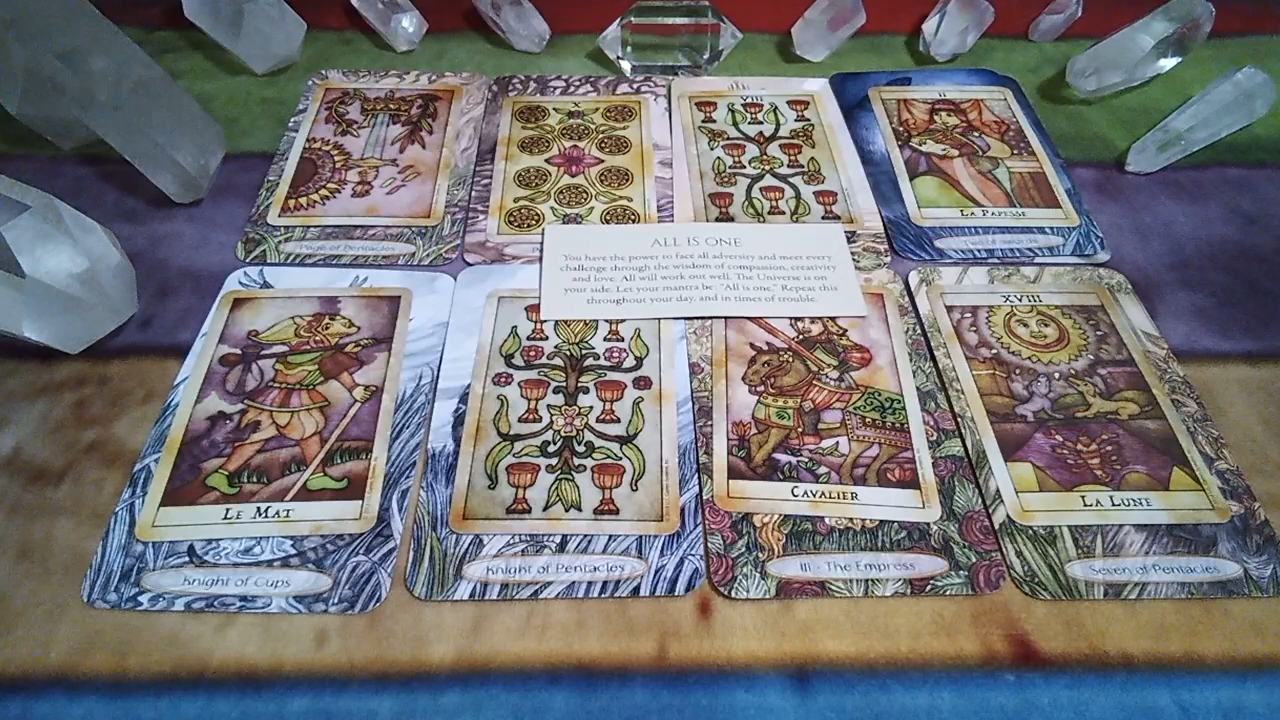 X
VIII
II
LA PAPESSE
Page of Pentacles
Two of Swords
ALL IS ONE
You have the power to face all adversity and meet every
challenge through the wisdom of compassion, creativity
and love. All will work out well. The Universe is on
your side. Let your mantra be: "All is one." Repeat this
throughout your day, and in times of trouble.
XVIII
LE MAT
CAVALIER
LA LUNE
Knight of Cups
Knight of Pentacles
III - The Empress
Seven of Pentacles